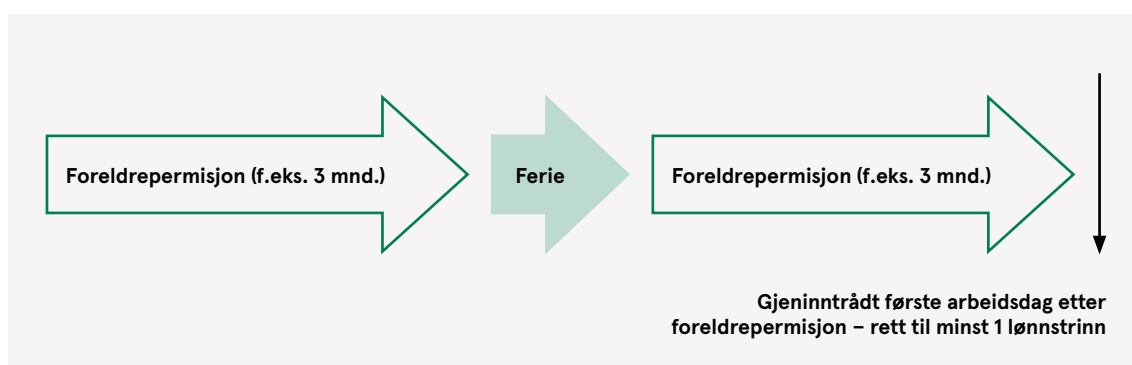 Foreldrepermisjon (f.eks. 3 mnd.)
Ferie
Foreldrepermisjon (f.eks. 3 mnd.)
Gjeninntrådt første arbeidsdag etter
foreldrepermisjon – rett til minst 1 lønnstrinn